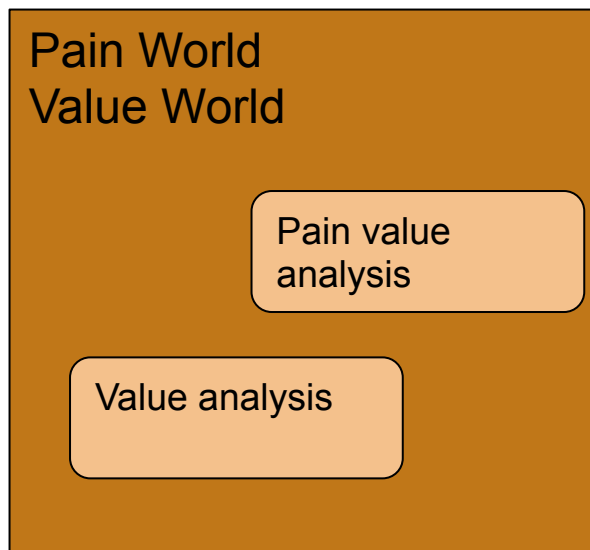 Pain World
Value World
Pain value
analysis
Value analysis